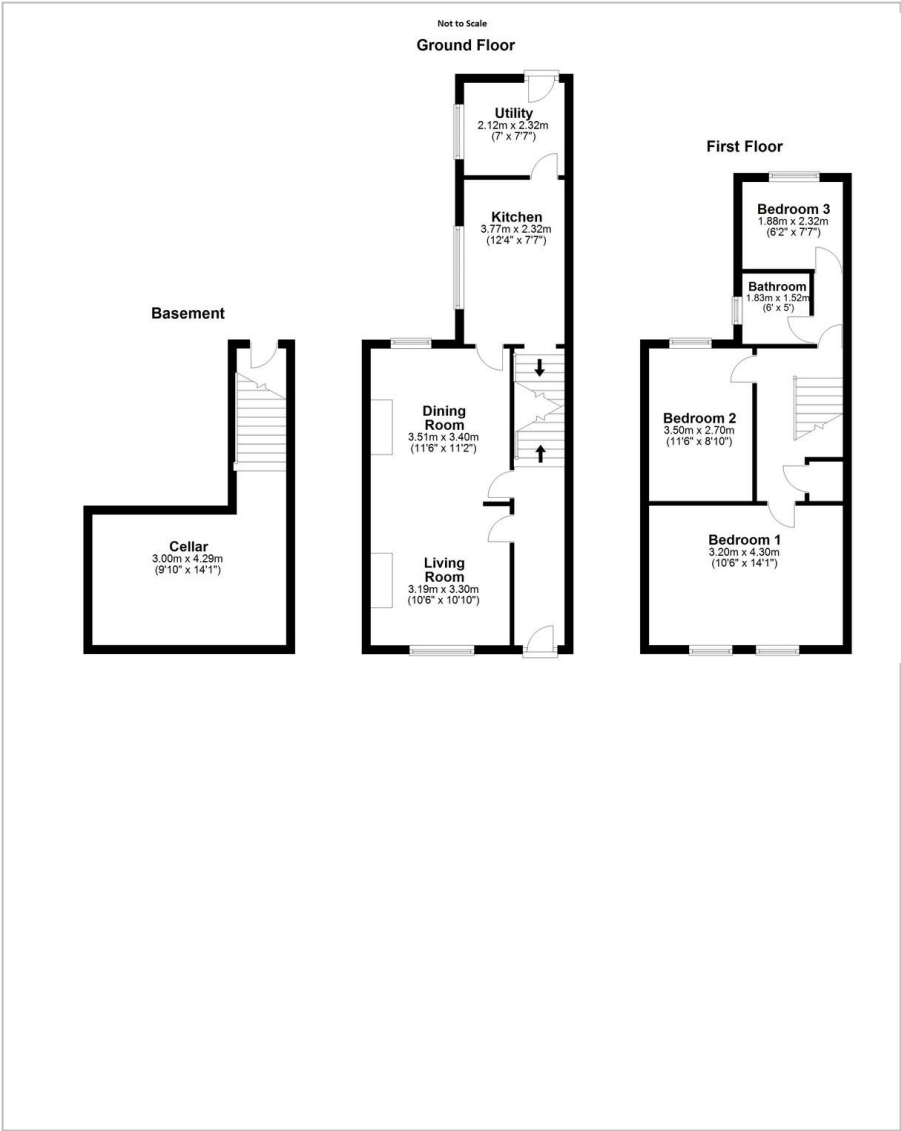 Not to Scale
Ground Floor
Utility
2.12m x 2.32m
(7' x 7'7")
First Floor
Bedroom 3
1.88m x 2.32m
(6'2" x 7'7")
Kitchen
3.77m x 2.32m
(12'4" x 7'7")
Bathroom
1.83m x 1.52m
(6' x 5')
Basement
Dining
Room
3.51m x 3.40m
(11'6" x 11'2")
Bedroom 2
3.50m x 2.70m
(11'6" x 8'10")
Cellar
3.00m x 4.29m
(9'10" x 14'1")
Living
Room
3.19m x 3.30m
(10'6" x 10'10")
Bedroom 1
3.20m x 4.30m
(10'6" x 14'1")